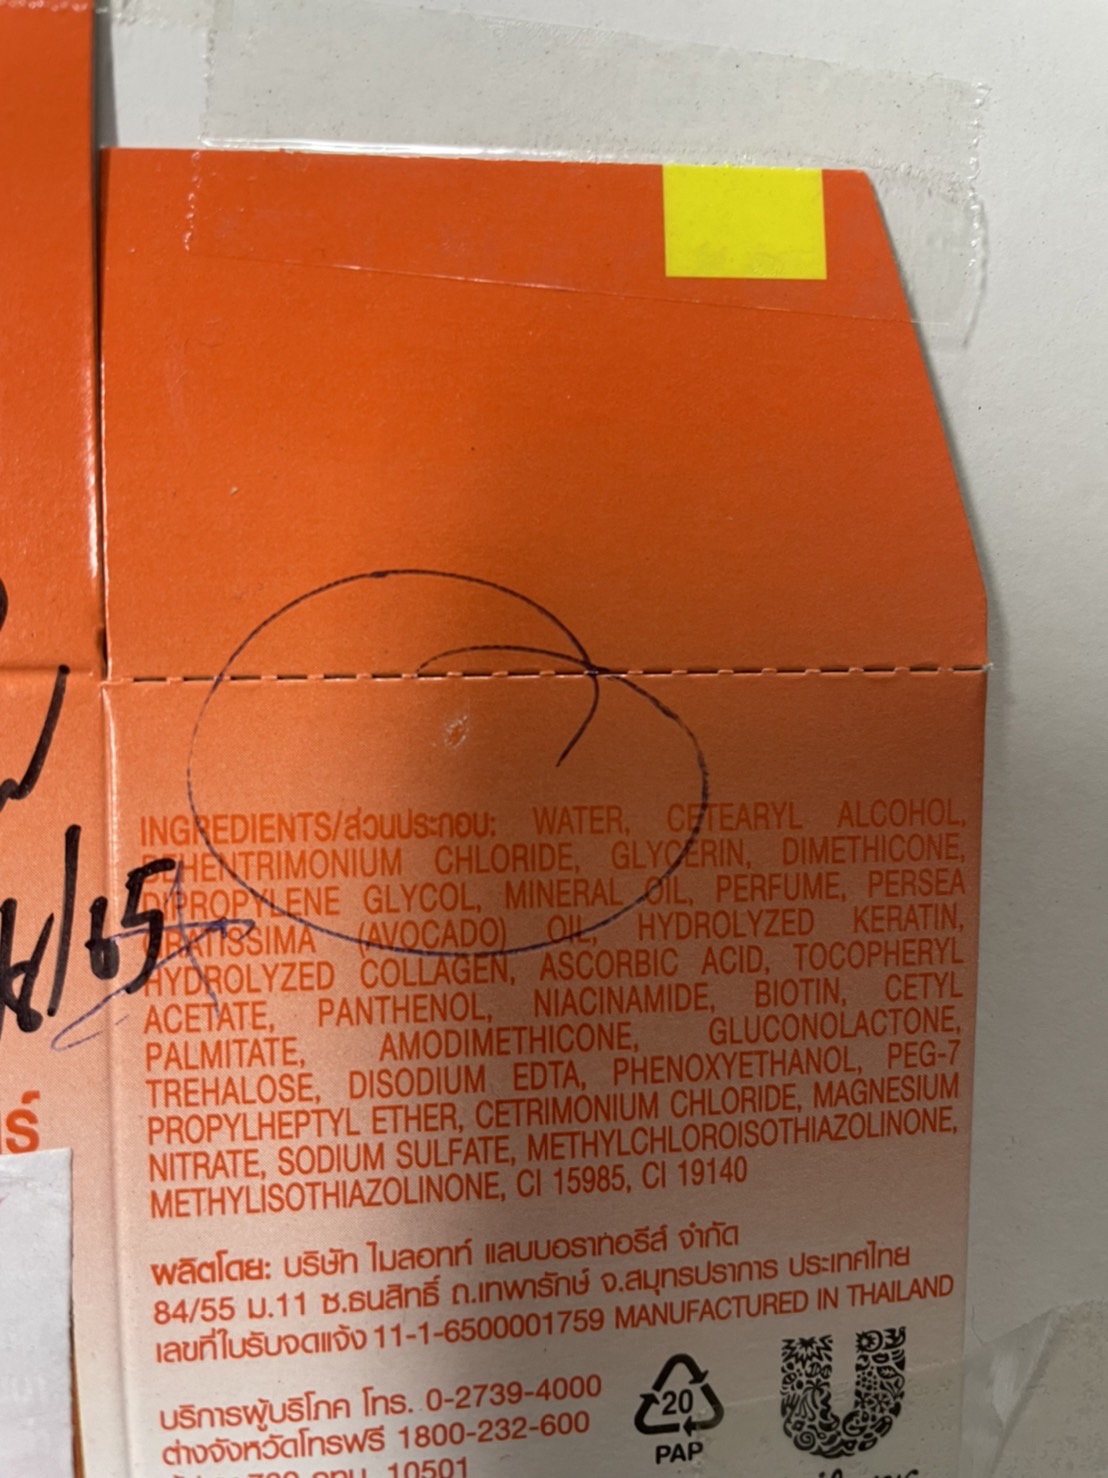 INGREDIENTS/ส่วนประกอบ: WATER, CETEARYL ALCOHOL,
BEHENTRIMONIUM CHLORIDE, GLYCERIN, DIMETHICONE,
DIPROPYLENE GLYCOL, MINERAL OIL, PERFUME, PERSEA
GRATISSIMA (AVOCADO) OIL, HYDROLYZED KERATIN,
HYDROLYZED COLLAGEN, ASCORBIC ACID, TOCOPHERYL
ACETATE, PANTHENOL, NIACINAMIDE, BIOTIN, CETYL
PALMITATE, AMODIMETHICONE, GLUCONOLACTONE,
TREHALOSE, DISODIUM EDTA, PHENOXYETHANOL, PEG-7
PROPYLHEPTYL ETHER, CETRIMONIUM CHLORIDE, MAGNESIUM
NITRATE, SODIUM SULFATE, METHYLCHLOROISOTHIAZOLINONE,
METHYLISOTHIAZOLINONE, CI 15985, CI 19140
ผลิตโดย: บริษัท ไมลอทท์ แลบบอราทอรีส์ จำกัด
84/55 ม.11 ซ.ธนสิทธิ์ ถ.เทพารักษ์ จ.สมุทรปราการ ประเทศไทย
เลขที่ใบรับจดแจ้ง 11-1-6500001759 MANUFACTURED IN THAILAND
บริการผู้บริโภค โทร. 0-2739-4000
ต่างจังหวัดโทรฟรี 1800-232-600
10501
20
PAP
/8/65